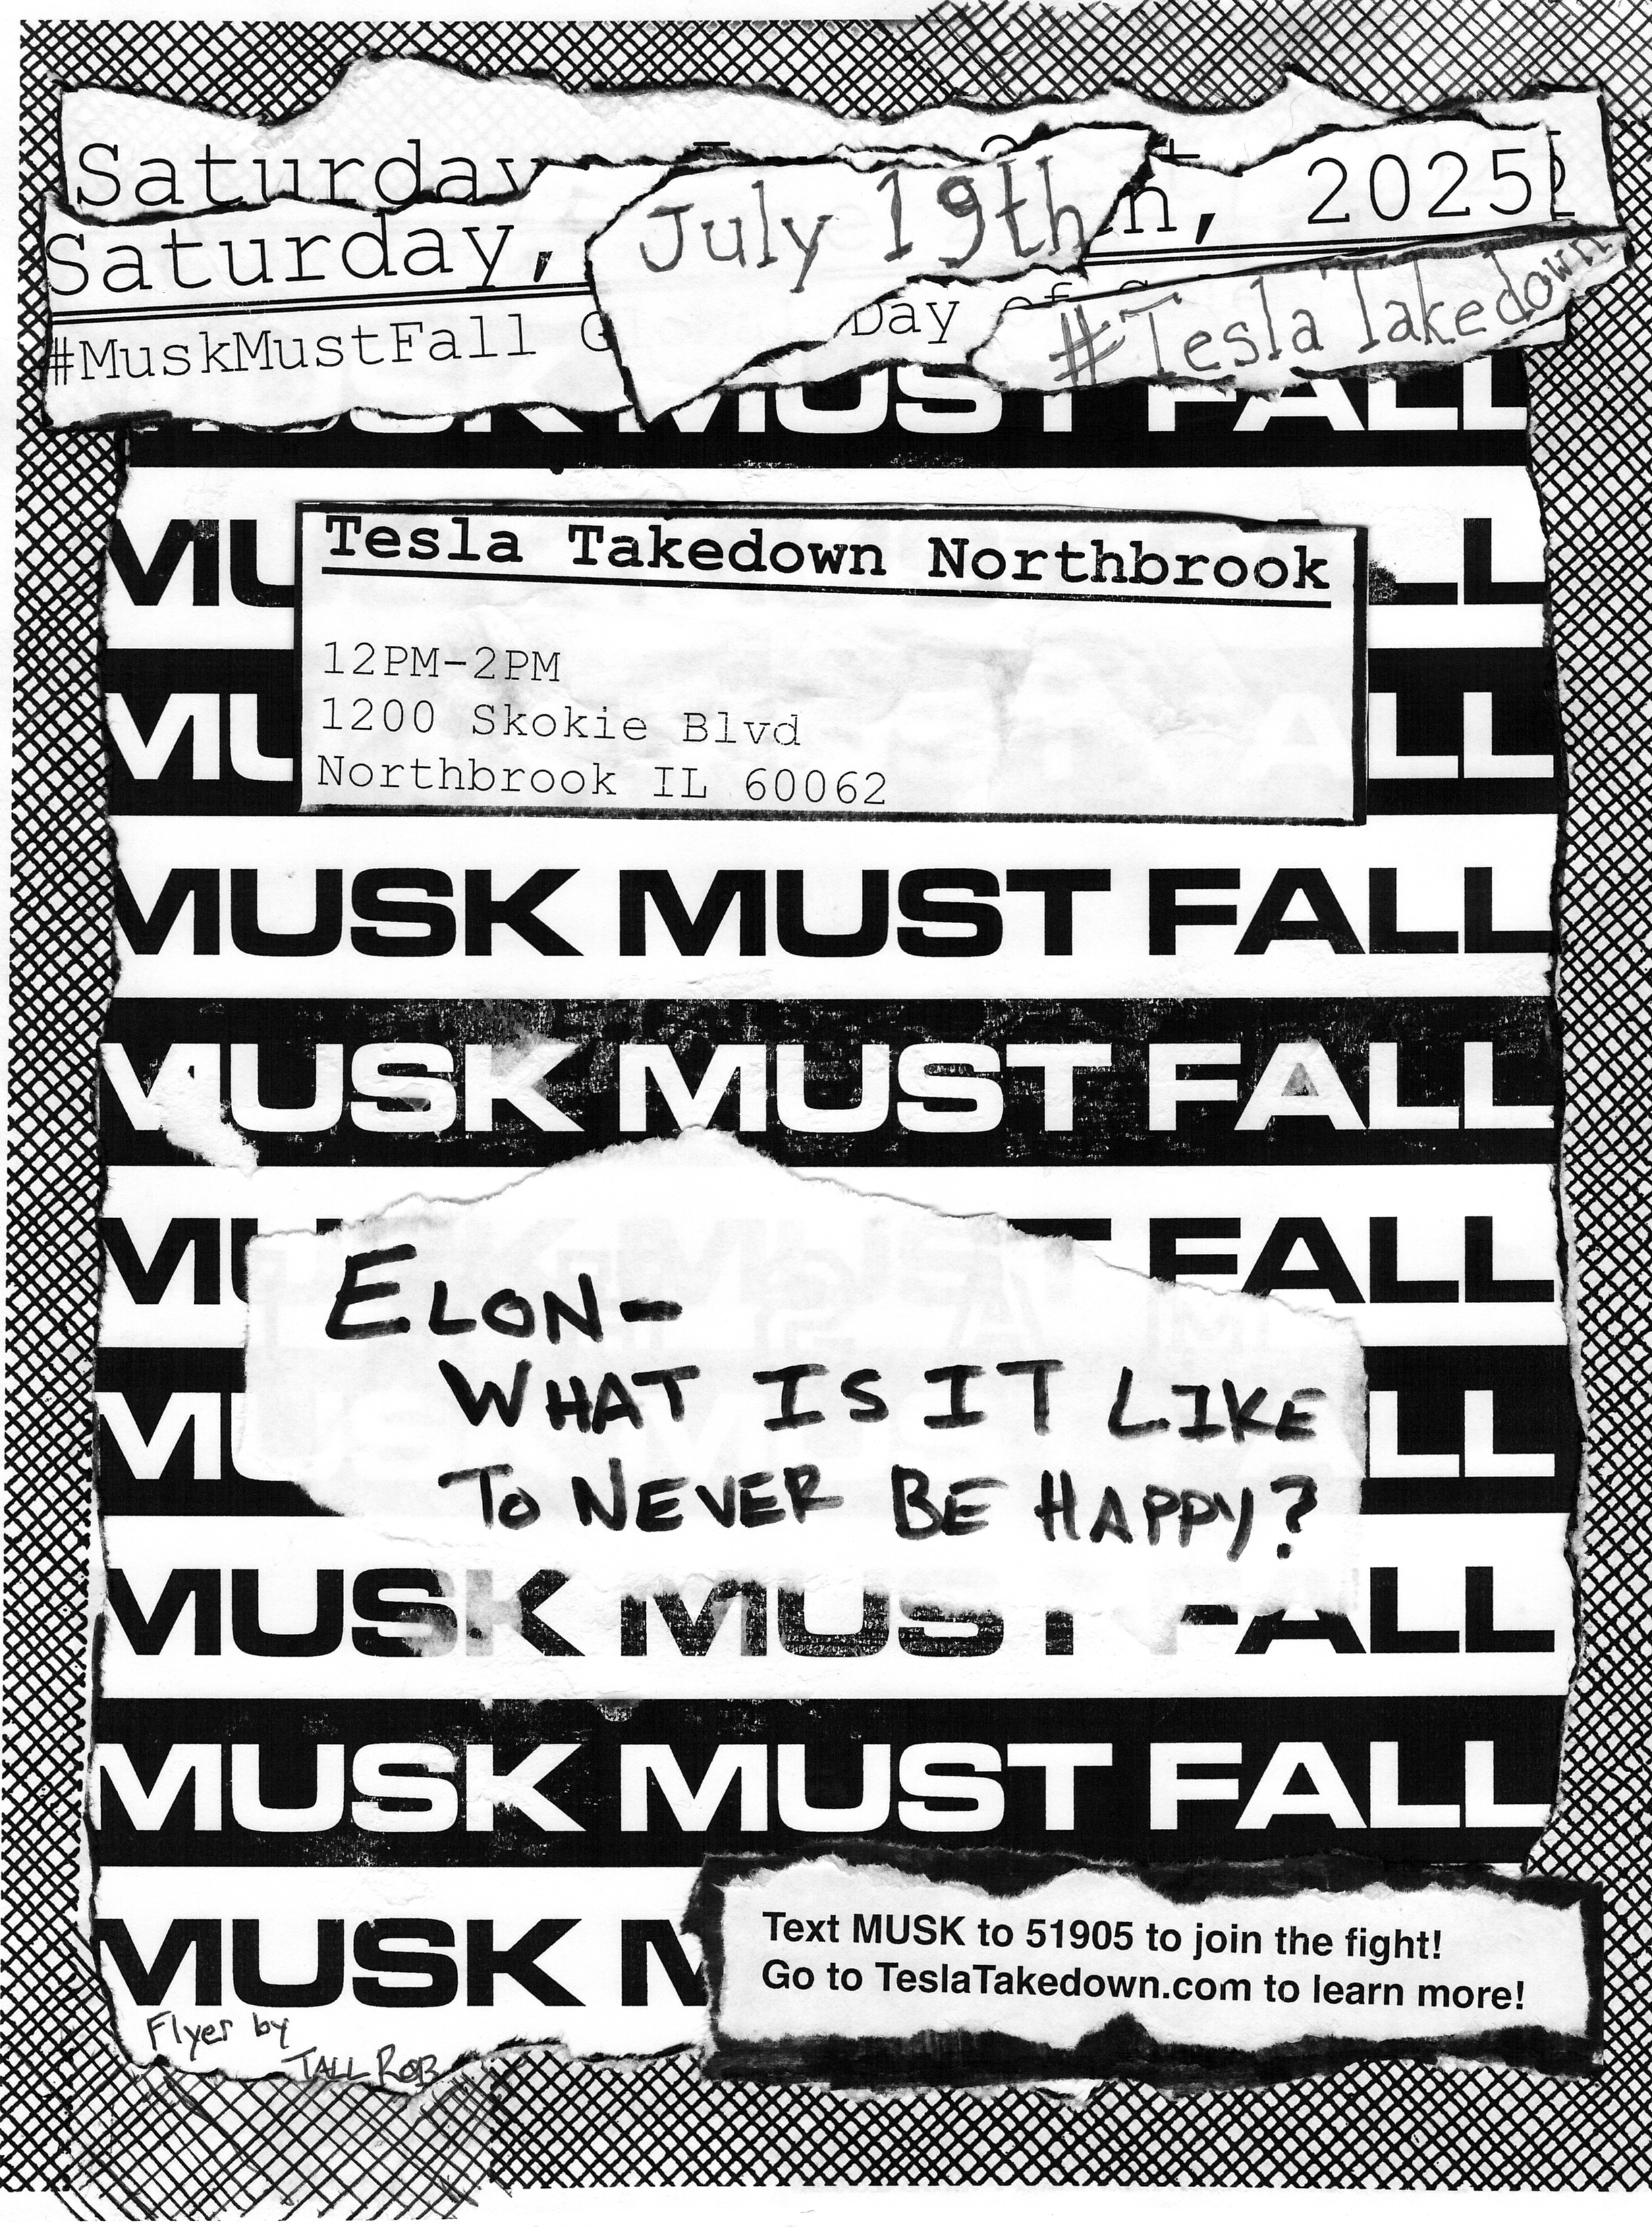 Saturday
Saturday, July 19th, 2025
#MuskMustFall Day of #TeslaTakedown
MUST FALL
Tesla Takedown Northbrook
12PM-2PM
1200 Skokie Blvd
Northbrook IL 60062
MUSK MUST FALL
MUSK MUST FALL
FALL
ELON-
WHAT IS IT LIKE
TO NEVER BE HAPPY?
MUSK MUST FALL
MUSK MUST FALL
MUSK M
Text MUSK to 51905 to join the fight!
Go to TeslaTakedown.com to learn more!
Flyer by
TALL ROB